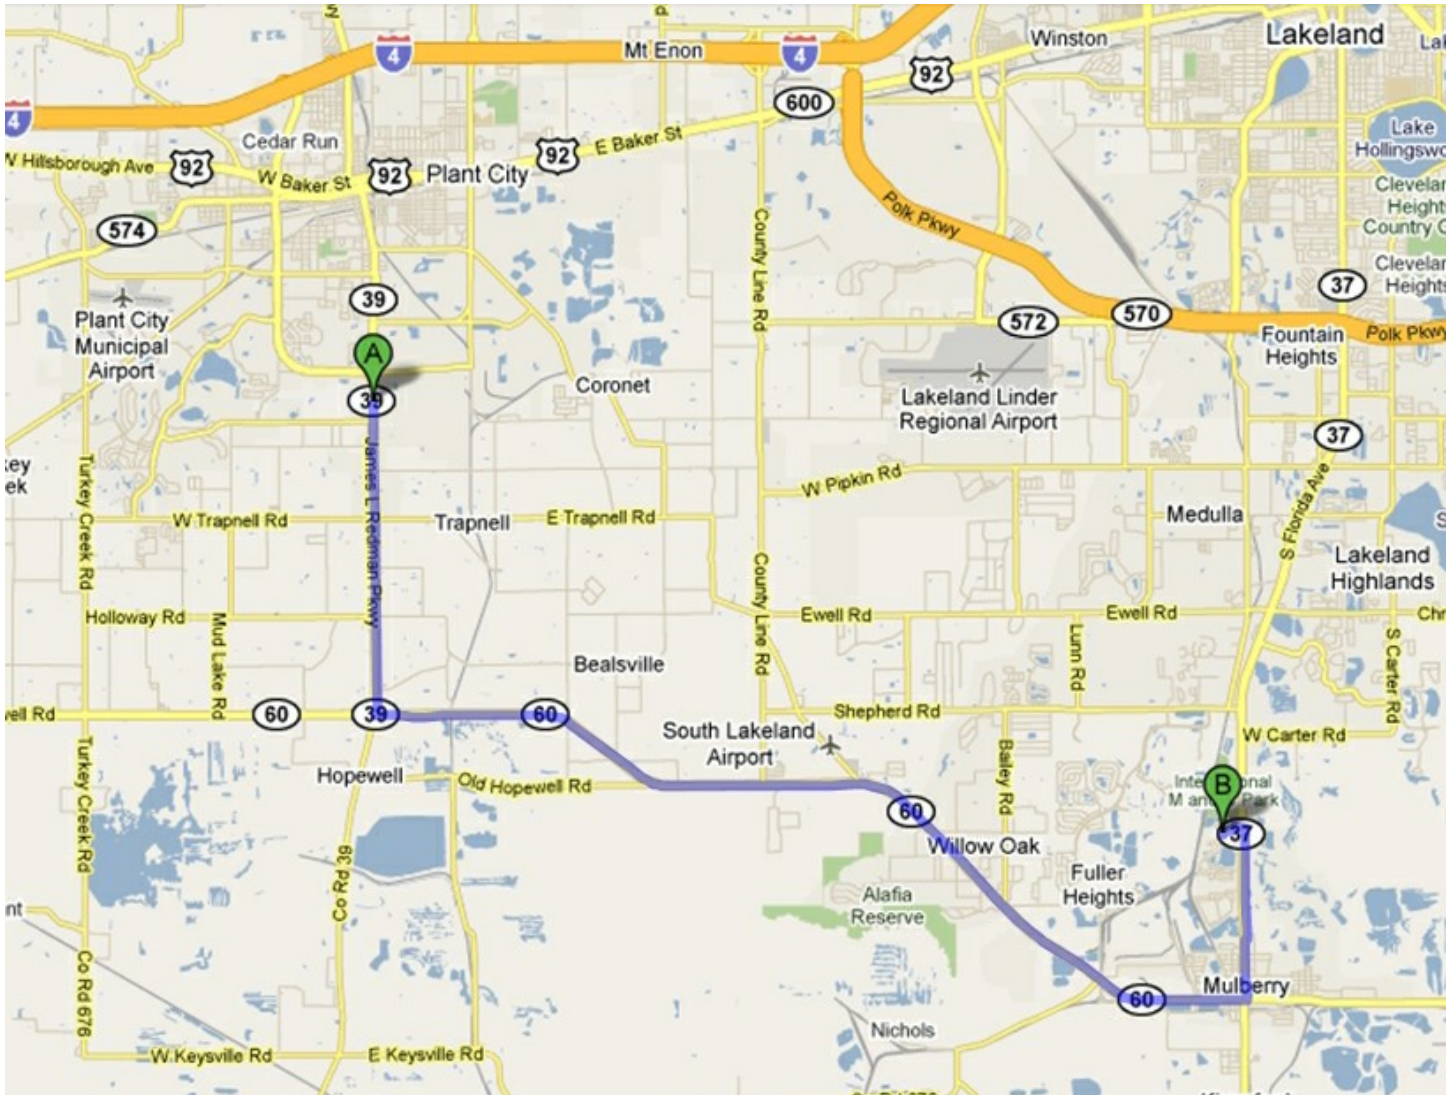 Mt Enon
4
4
4
Winston
Lakeland
92
600
Lake
Cedar Run
W Hillsborough Ave
92
W Baker St
92
Plant City
92
E Baker St
574
Polk Pkwy
County Line Rd
Country
39
37
Plant City
Municipal
Airport
572
570
Fountain
Heights
Polk Pkwy
A
39
Coronet
Lakeland Linder
Regional Airport
37
W Pipkin Rd
Turkey Creek Rd
James L Redman Pkwy
W Trapnell Rd
Trapnell
E Trapnell Rd
Medulla
S Florida Ave
Lakeland
Highlands
County Line Rd
Holloway Rd
Mud Lake Rd
Ewell Rd
Ewell Rd
Lunn Rd
S Carter Rd
Bealsville
60
39
60
Shepherd Rd
South Lakeland
Airport
W Carter Rd
Turkey Creek Rd
Hopewell
Old Hopewell Rd
Bailey Rd
B
Park
60
37
Willow Oak
Co Rd 39
Fuller
Heights
Alafia
Reserve
Co Rd 676
60
Mulberry
Nichols
W Keysville Rd
E Keysville Rd